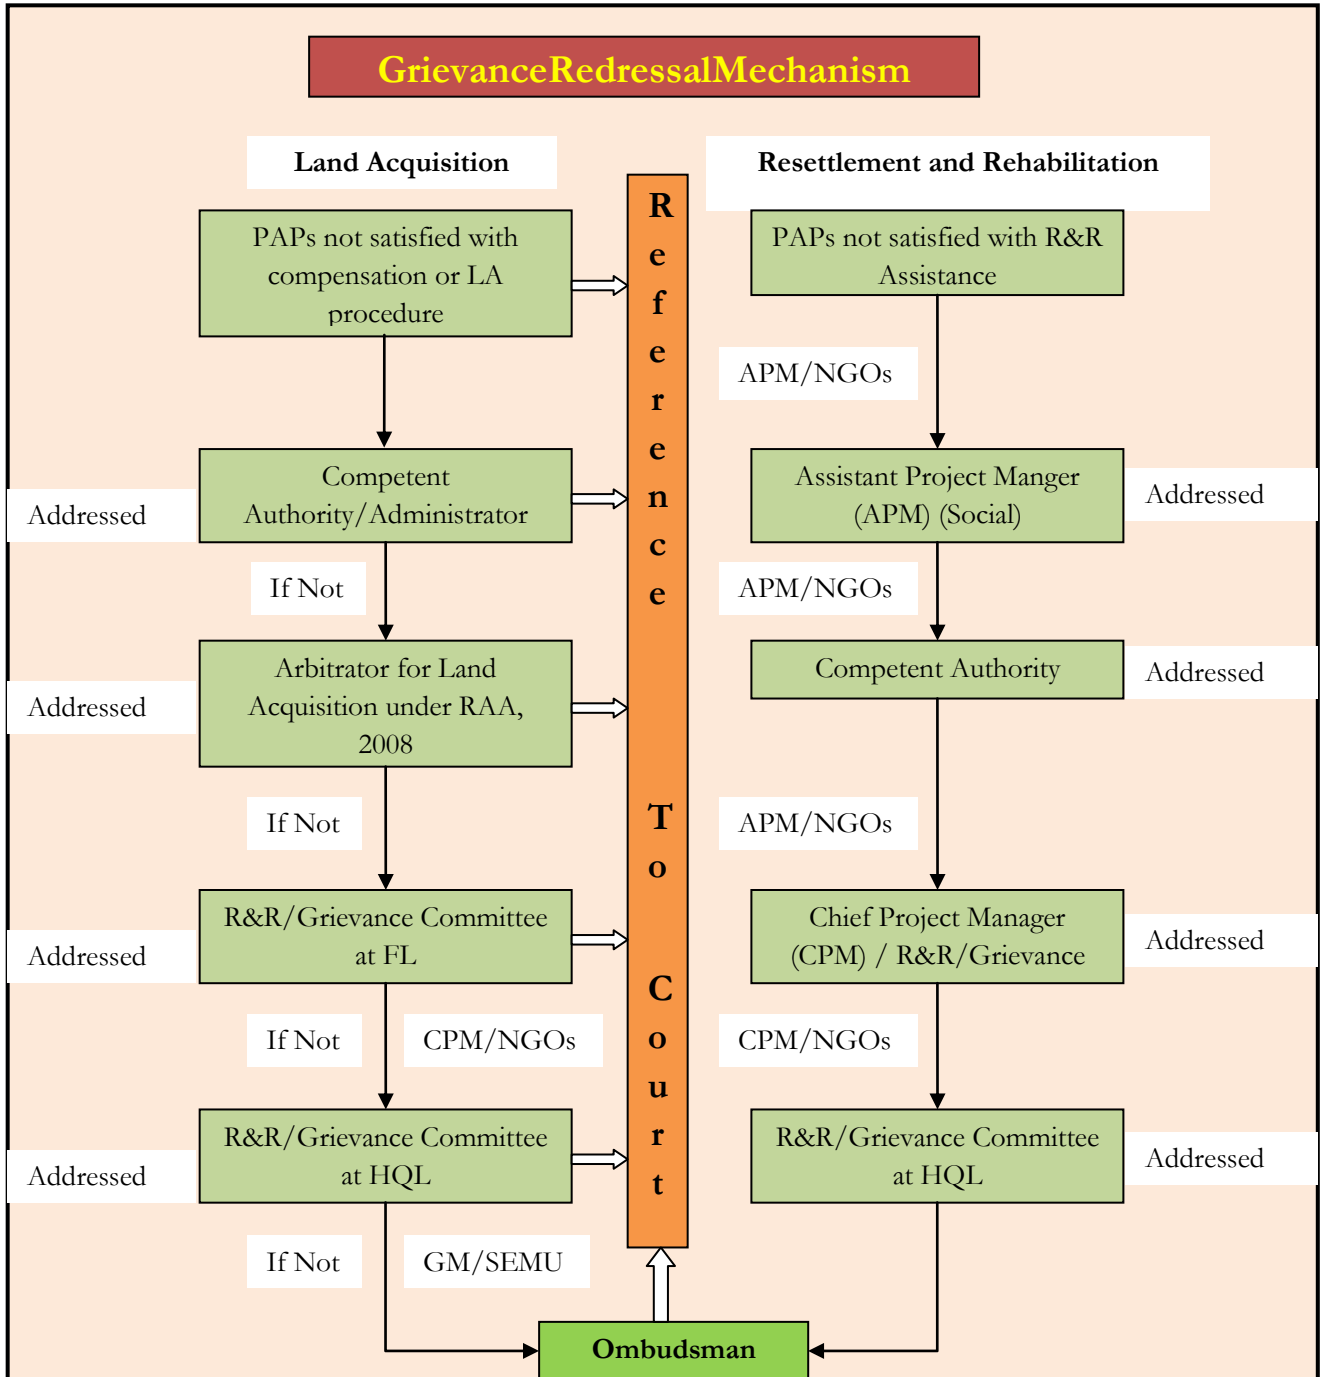 GrievanceRedressalMechanism
Land Acquisition
PAPs not satisfied with
compensation or LA
procedure
Competent
Authority/Administrator
Addressed
If Not
Arbitrator for Land
Acquisition under RAA,
2008
Addressed
If Not
R&R/Grievance Committee
at FL
Addressed
If Not
CPM/NGOs
R&R/Grievance Committee
at HQL
Addressed
If Not
GM/SEMU
Reference To Court
Resettlement and Rehabilitation
PAPs not satisfied with R&R
Assistance
APM/NGOs
Assistant Project Manger
(APM) (Social)
Addressed
APM/NGOs
Competent Authority
Addressed
APM/NGOs
Chief Project Manager
(CPM) / R&R/Grievance
Addressed
CPM/NGOs
R&R/Grievance Committee
at HQL
Addressed
Ombudsman